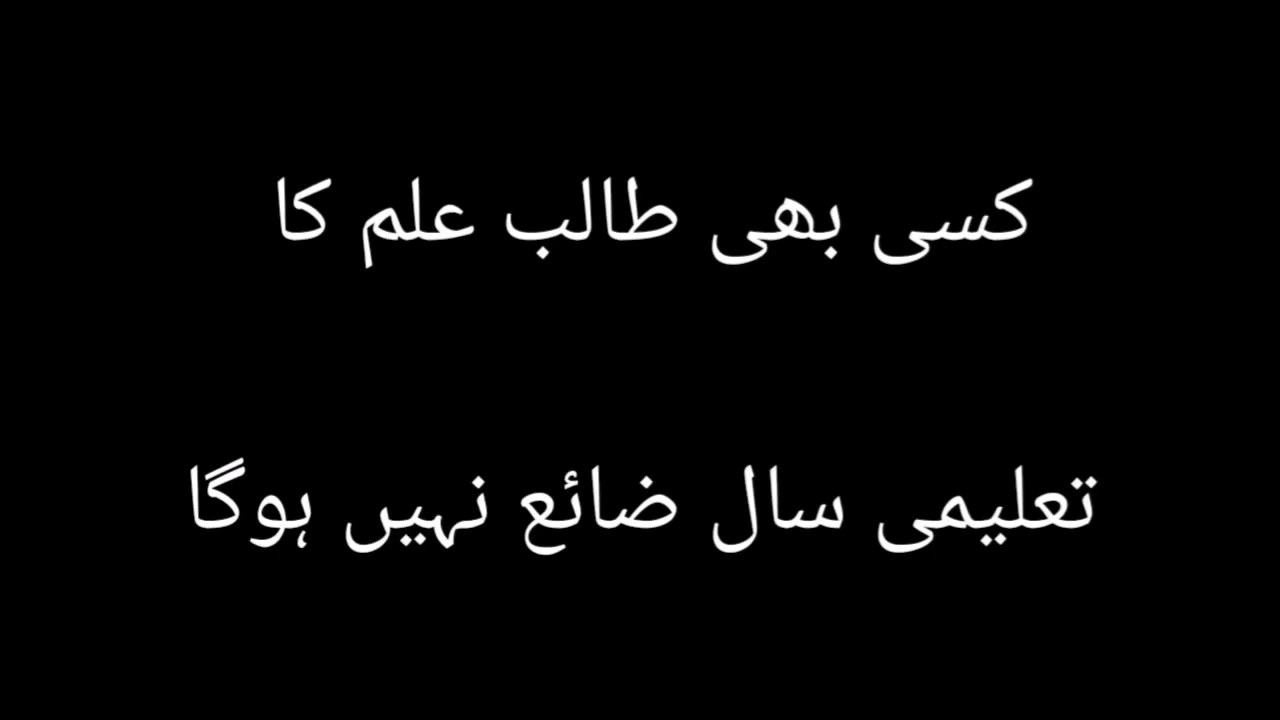 کسی بھی طالب علم کا
تعلیمی سال ضائع نہیں ہوگا